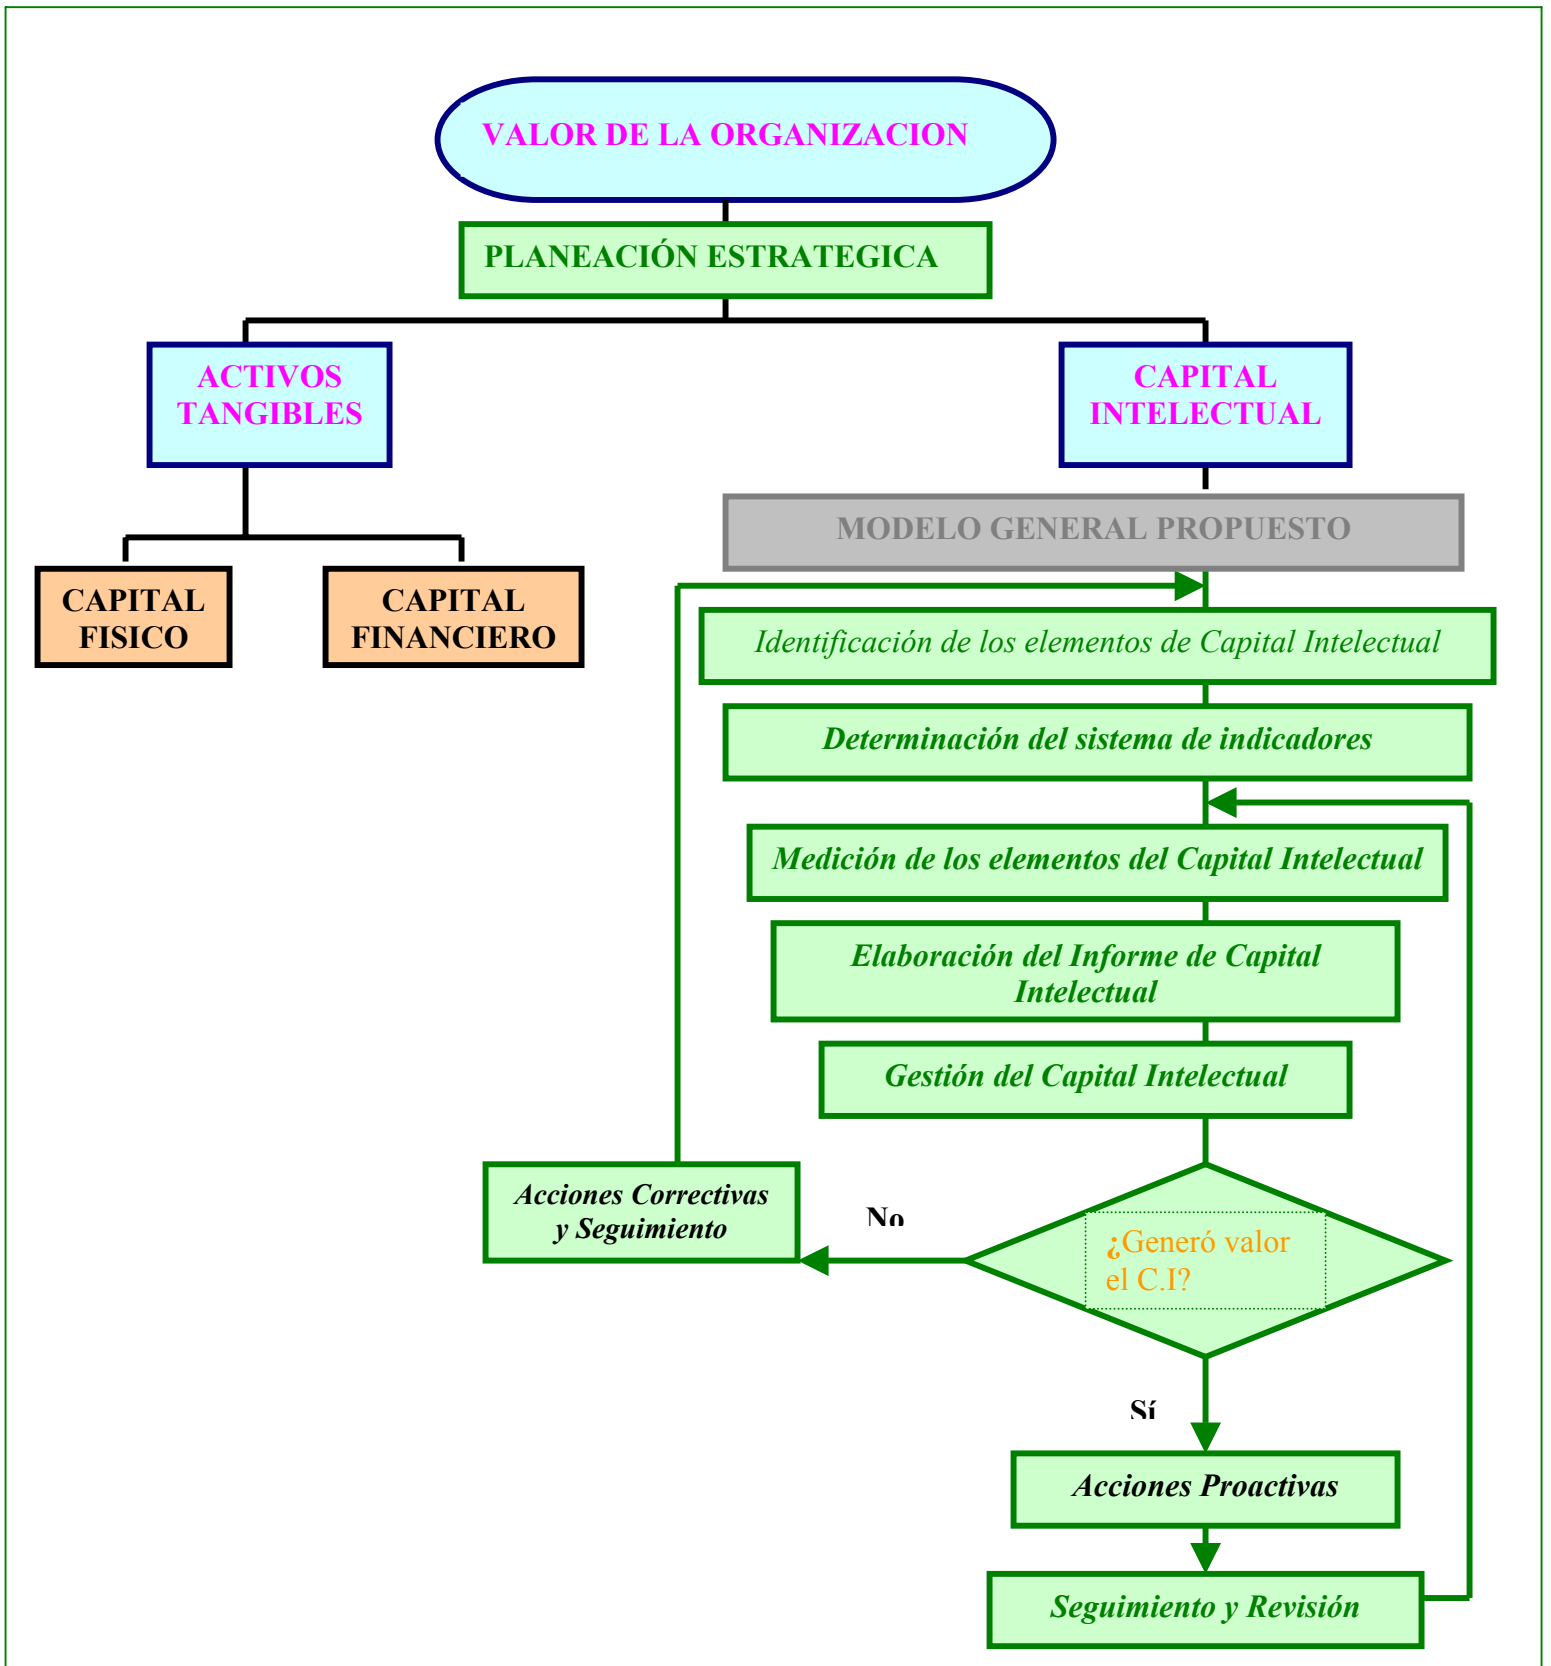 VALOR DE LA ORGANIZACION
PLANEACIÓN ESTRATEGICA
ACTIVOS
TANGIBLES
CAPITAL
INTELECTUAL
MODELO GENERAL PROPUESTO
CAPITAL
FISICO
CAPITAL
FINANCIERO
Identificación de los elementos de Capital Intelectual
Determinación del sistema de indicadores
Medición de los elementos del Capital Intelectual
Elaboración del Informe de Capital
Intelectual
Gestión del Capital Intelectual
Acciones Correctivas
y Seguimiento
No
¿Generó valor
el C.I?
Sí
Acciones Proactivas
Seguimiento y Revisión